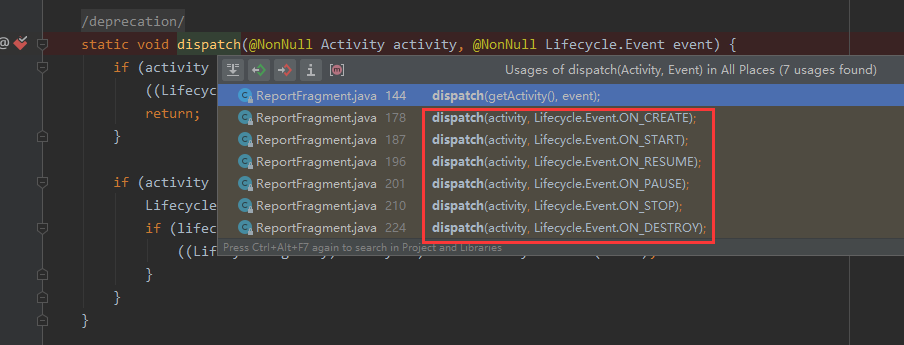 /deprecation/
static void dispatch(@NonNull Activity activity, @NonNull Lifecycle.Event event) {
if (activity
Usages of dispatch(Activity, Event) in All Places (7 usages found)
((Lifecyc
ReportFragment.java 144 dispatch(getActivity(), event);
return;
ReportFragment.java 178 dispatch(activity, Lifecycle.Event.ON_CREATE);
}
ReportFragment.java 187 dispatch(activity, Lifecycle.Event.ON_START);
ReportFragment.java 196 dispatch(activity, Lifecycle.Event.ON_RESUME);
if (activity
ReportFragment.java 201 dispatch(activity, Lifecycle.Event.ON_PAUSE);
Lifecycle
ReportFragment.java 210 dispatch(activity, Lifecycle.Event.ON_STOP);
if (lifec
ReportFragment.java 224 dispatch(activity, Lifecycle.Event.ON_DESTROY);
((L
Press Ctrl+Alt+F7 again to search in Project and Libraries
}
}
}